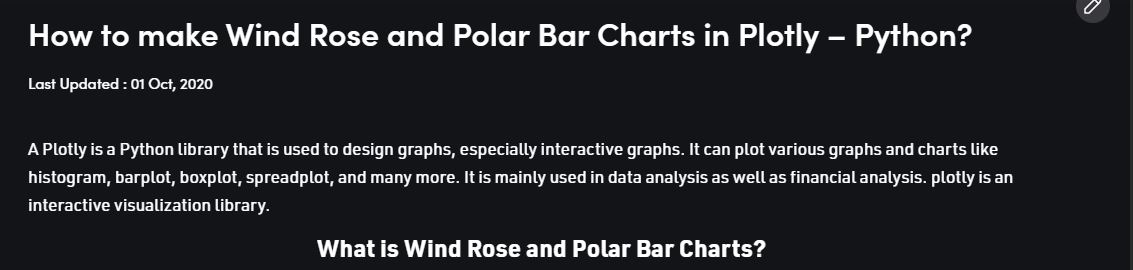 How to make Wind Rose and Polar Bar Charts in Plotly – Python?
Last Updated : 01 Oct, 2020
A Plotly is a Python library that is used to design graphs, especially interactive graphs. It can plot various graphs and charts like
histogram, barplot, boxplot, spreadplot, and many more. It is mainly used in data analysis as well as financial analysis. plotly is an
interactive visualization library.
What is Wind Rose and Polar Bar Charts?